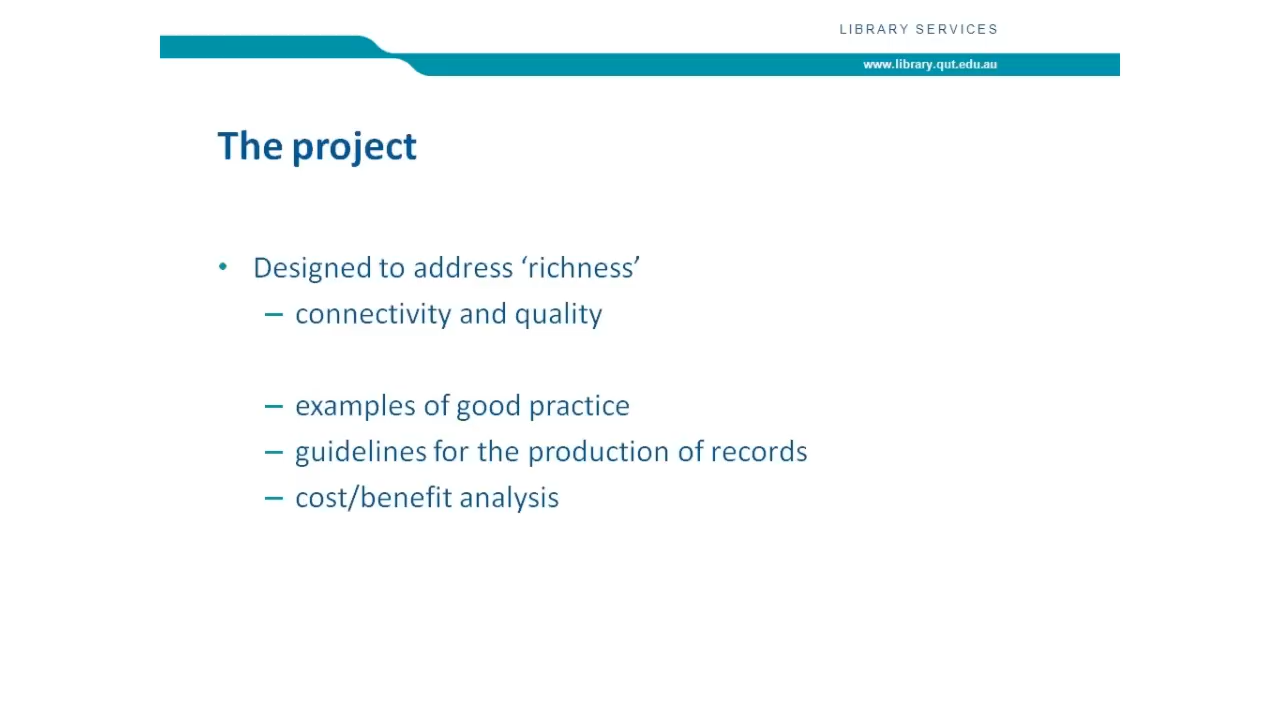 LIBRARY SERVICES
www.library.qut.edu.au
The project
• Designed to address ‘richness’
– connectivity and quality
– examples of good practice
– guidelines for the production of records
– cost/benefit analysis